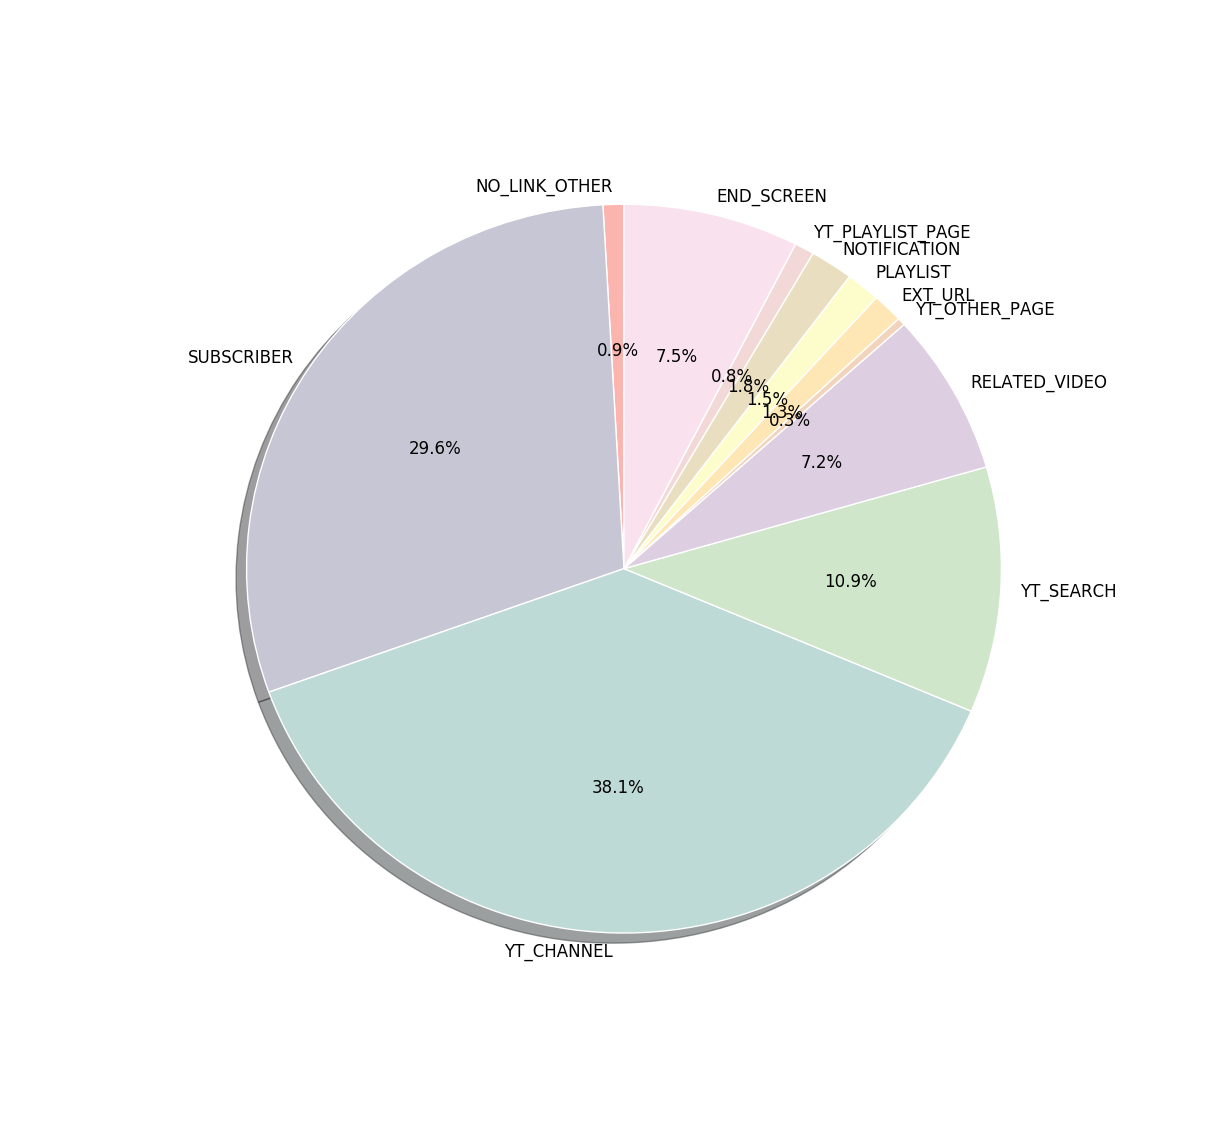 NO_LINK_OTHER
END_SCREEN
YT_PLAYLIST_PAGE
NOTIFICATION
PLAYLIST
EXT_URL
YT_OTHER_PAGE
SUBSCRIBER
0.9%
7.5%
0.8%
RELATED_VIDEO
1.8%
1.5%
1.3%
0.3%
29.6%
7.2%
10.9%
YT_SEARCH
38.1%
YT_CHANNEL